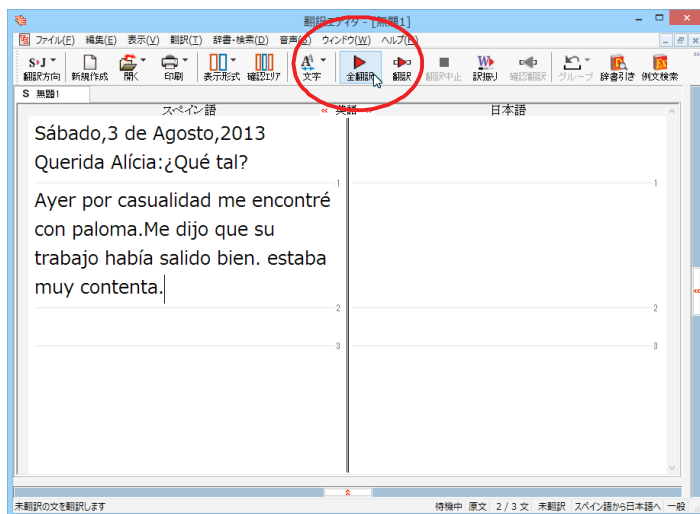 翻訳エディタ - [無題1]
ファイル(F) 編集(E) 表示(V) 翻訳(T) 辞書・検索(D) 音声(S) ウィンドウ(W) ヘルプ(H)
S›J
翻訳方向 新規作成 開く 印刷 表示形式 確認エリア 文字 全翻訳 翻訳 翻訳中止 訳振り 確認翻訳 グループ 辞書引き 例文検索
S 無題1
スペイン語 « 英語 » 日本語
Sábado,3 de Agosto,2013
Querida Alícia:¿Qué tal?
1 1
Ayer por casualidad me encontré
con paloma.Me dijo que su
trabajo había salido bien. estaba
muy contenta.
2 2
3 3
未翻訳の文を翻訳します 待機中 原文 2 / 3 文 未翻訳 スペイン語から日本語へ 一般